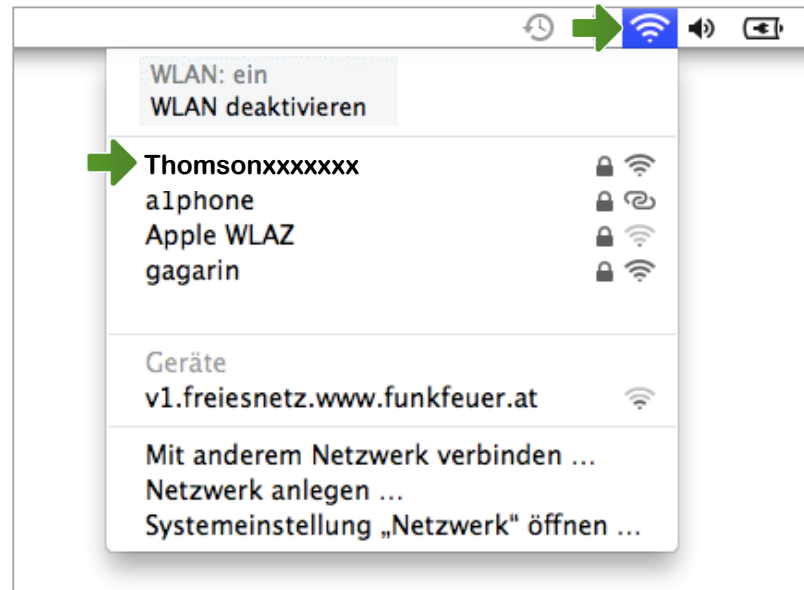 WLAN: ein
WLAN deaktivieren
Thomsonxxxxxxx
a1phone
Apple WLAZ
gagarin
Geräte
v1.freiesnetz.www.funkfeuer.at
Mit anderem Netzwerk verbinden …
Netzwerk anlegen …
Systemeinstellung „Netzwerk“ öffnen …